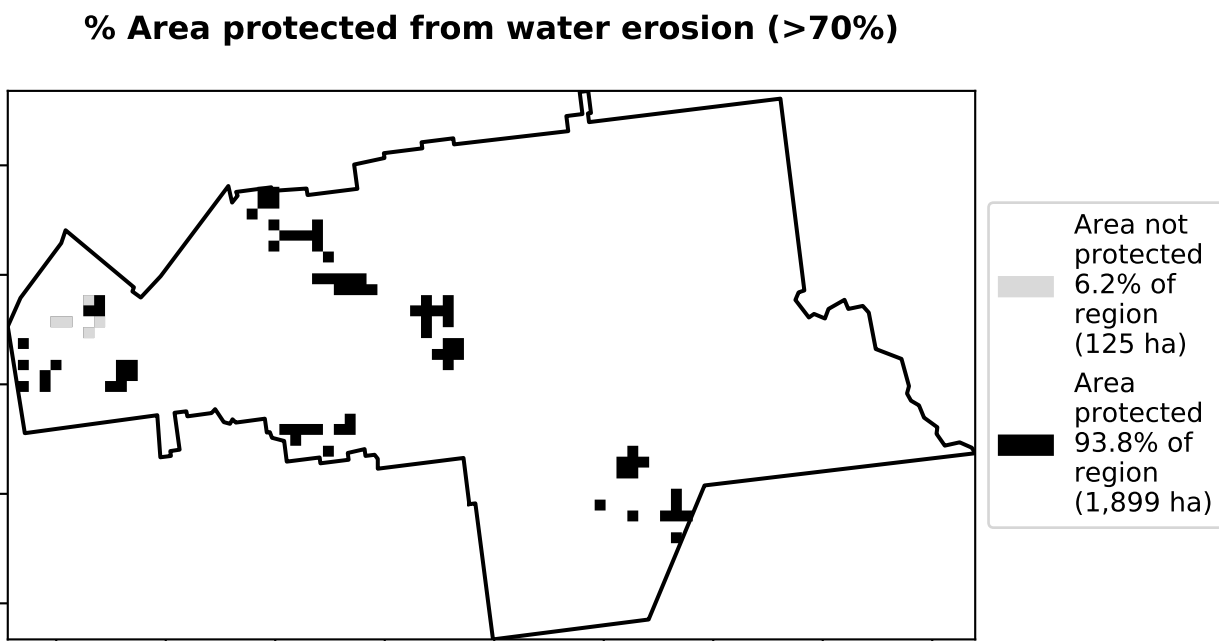 % Area protected from water erosion (>70%)
Area not
protected
6.2% of
region
(125 ha)
Area
protected
93.8% of
region
(1,899 ha)